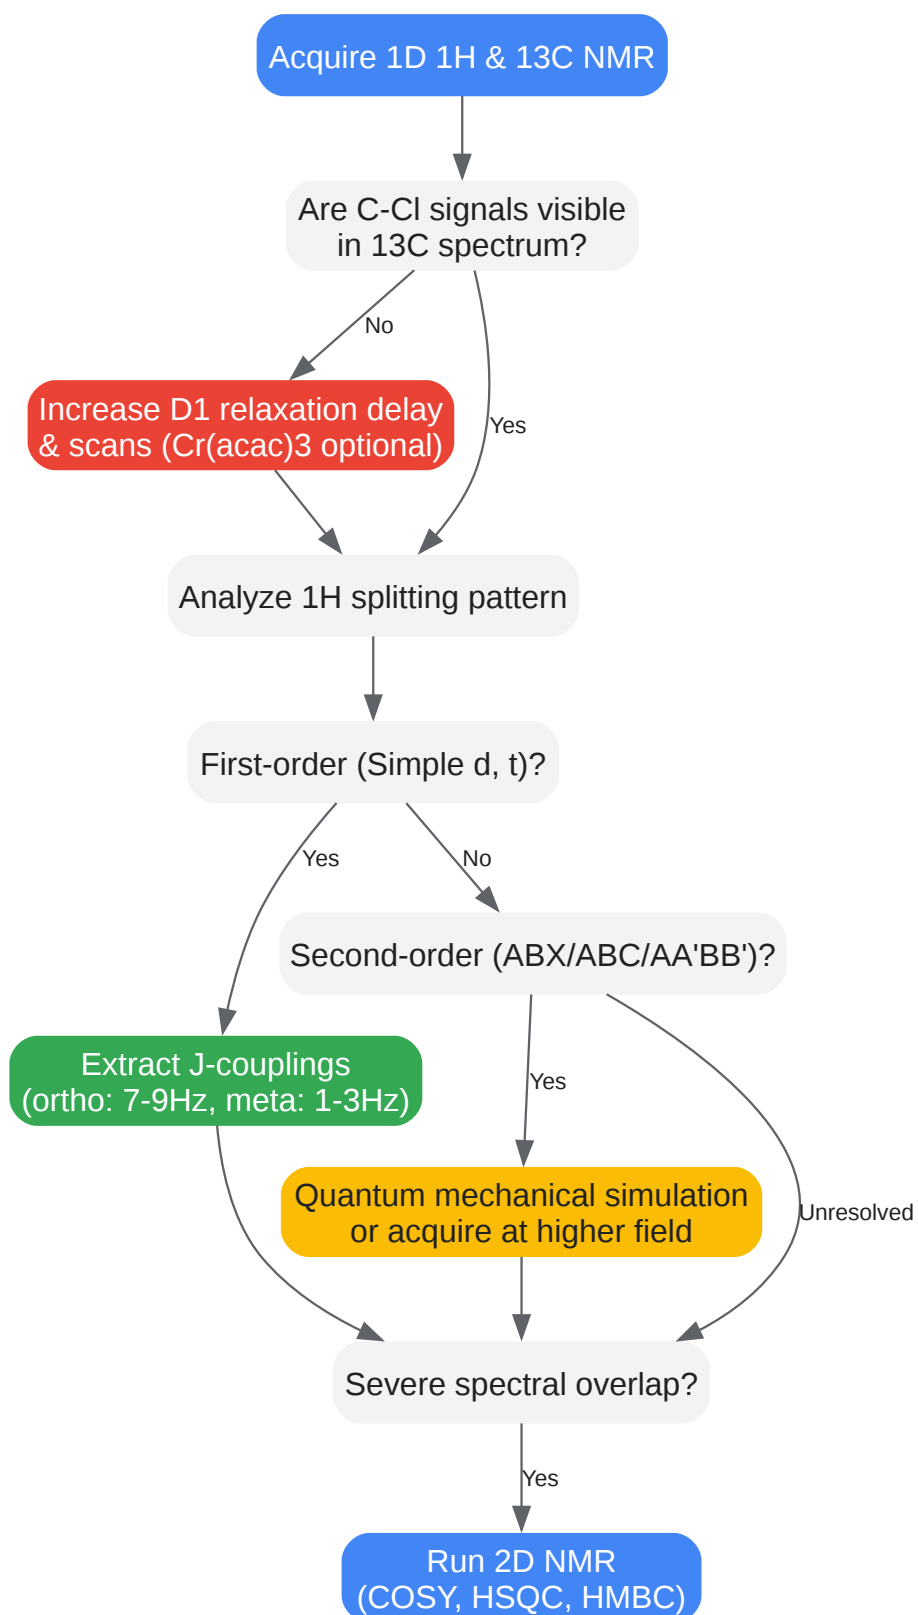 Acquire 1D 1H & 13C NMR
Are C-Cl signals visible
in 13C spectrum?
No
Increase D1 relaxation delay
& scans (Cr(acac)3 optional)
Yes
Analyze 1H splitting pattern
First-order (Simple d, t)?
Yes
No
Second-order (ABX/ABC/AA'BB')?
Extract J-couplings
(ortho: 7-9Hz, meta: 1-3Hz)
Yes
Quantum mechanical simulation
or acquire at higher field
Unresolved
Severe spectral overlap?
Yes
Run 2D NMR
(COSY, HSQC, HMBC)